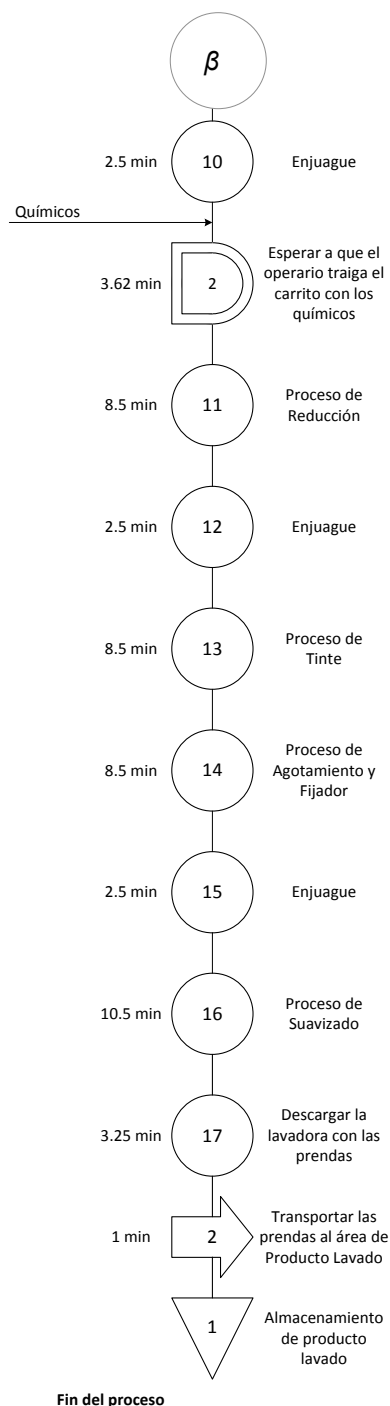 β
2.5 min
10
Enjuague
Químicos
3.62 min
2
Esperar a que el
operario traiga el
carrito con los
químicos
8.5 min
11
Proceso de
Reducción
2.5 min
12
Enjuague
8.5 min
13
Proceso de
Tinte
8.5 min
14
Proceso de
Agotamiento y
Fijador
2.5 min
15
Enjuague
10.5 min
16
Proceso de
Suavizado
3.25 min
17
Descargar la
lavadora con las
prendas
1 min
2
Transportar las
prendas al área de
Producto Lavado
1
Almacenamiento
de producto
lavado
Fin del proceso